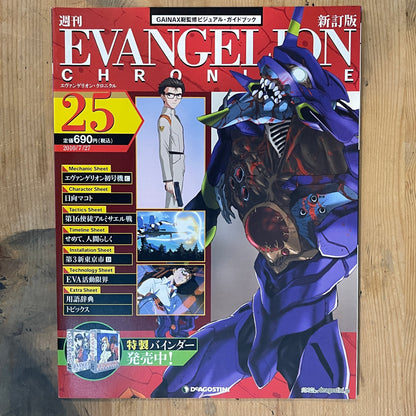 週刊
GAINAX総監修ビジュアル・ガイドブック
新訂版
EVANGELION
CHRONICLE
エヴァンゲリオン・クロニクル
25
定価690円(税込)
2010/7/27
Mechanic Sheet
エヴァンゲリオン初号機
Character Sheet
日向マコト
Tactics Sheet
第16使徒アルミサエル戦
Timeline Sheet
せめて、人間らしく
Installation Sheet
第3新東京市
Technology Sheet
EVA活動限界
Extra Sheet
用語辞典
トピックス
特製バインダー
発売中!
DEAGOSTINI
deagostini.jp